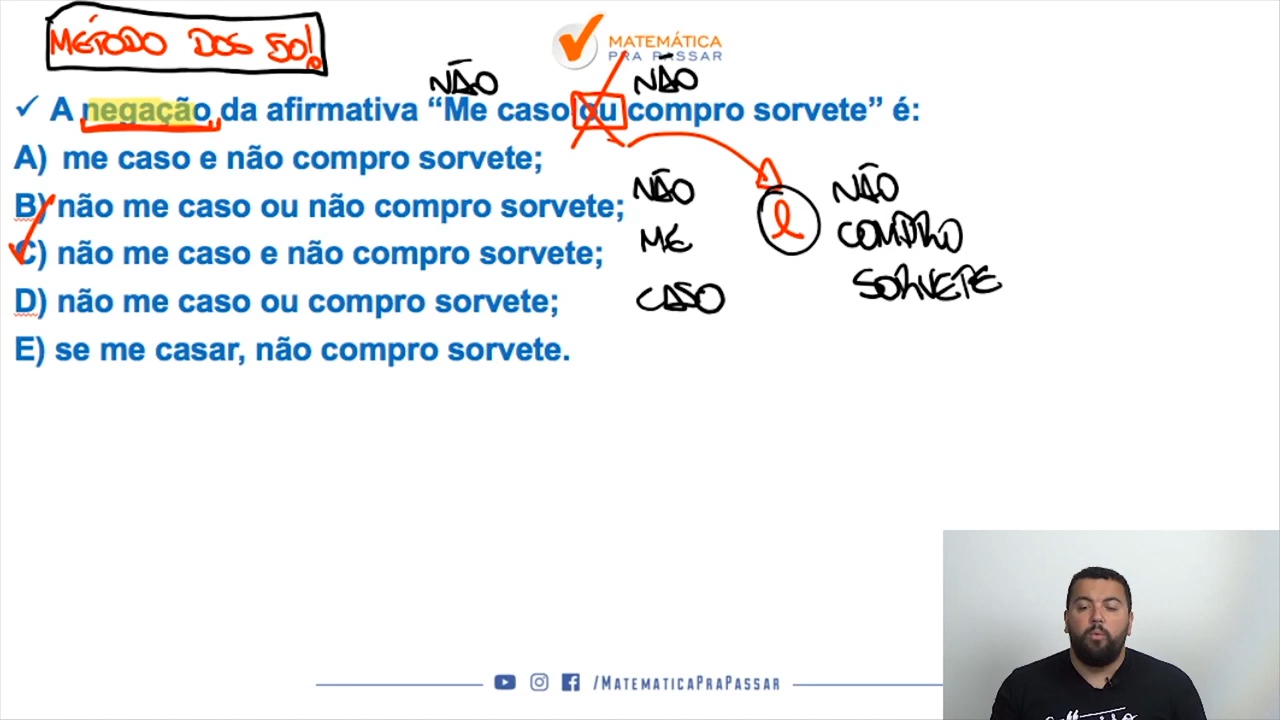 MÉTODO DOS 50!
MATEMÁTICA
PRA PASSAR
NÃO NÃO
✓ A negação da afirmativa “Me caso ou compro sorvete” é:
A) me caso e não compro sorvete;
B) não me caso ou não compro sorvete;
C) não me caso e não compro sorvete;
D) não me caso ou compro sorvete;
E) se me casar, não compro sorvete.
NÃO
ME
CASO
e
NÃO
COMPRO
SORVETE
/MATEMATICAPRAPASSAR